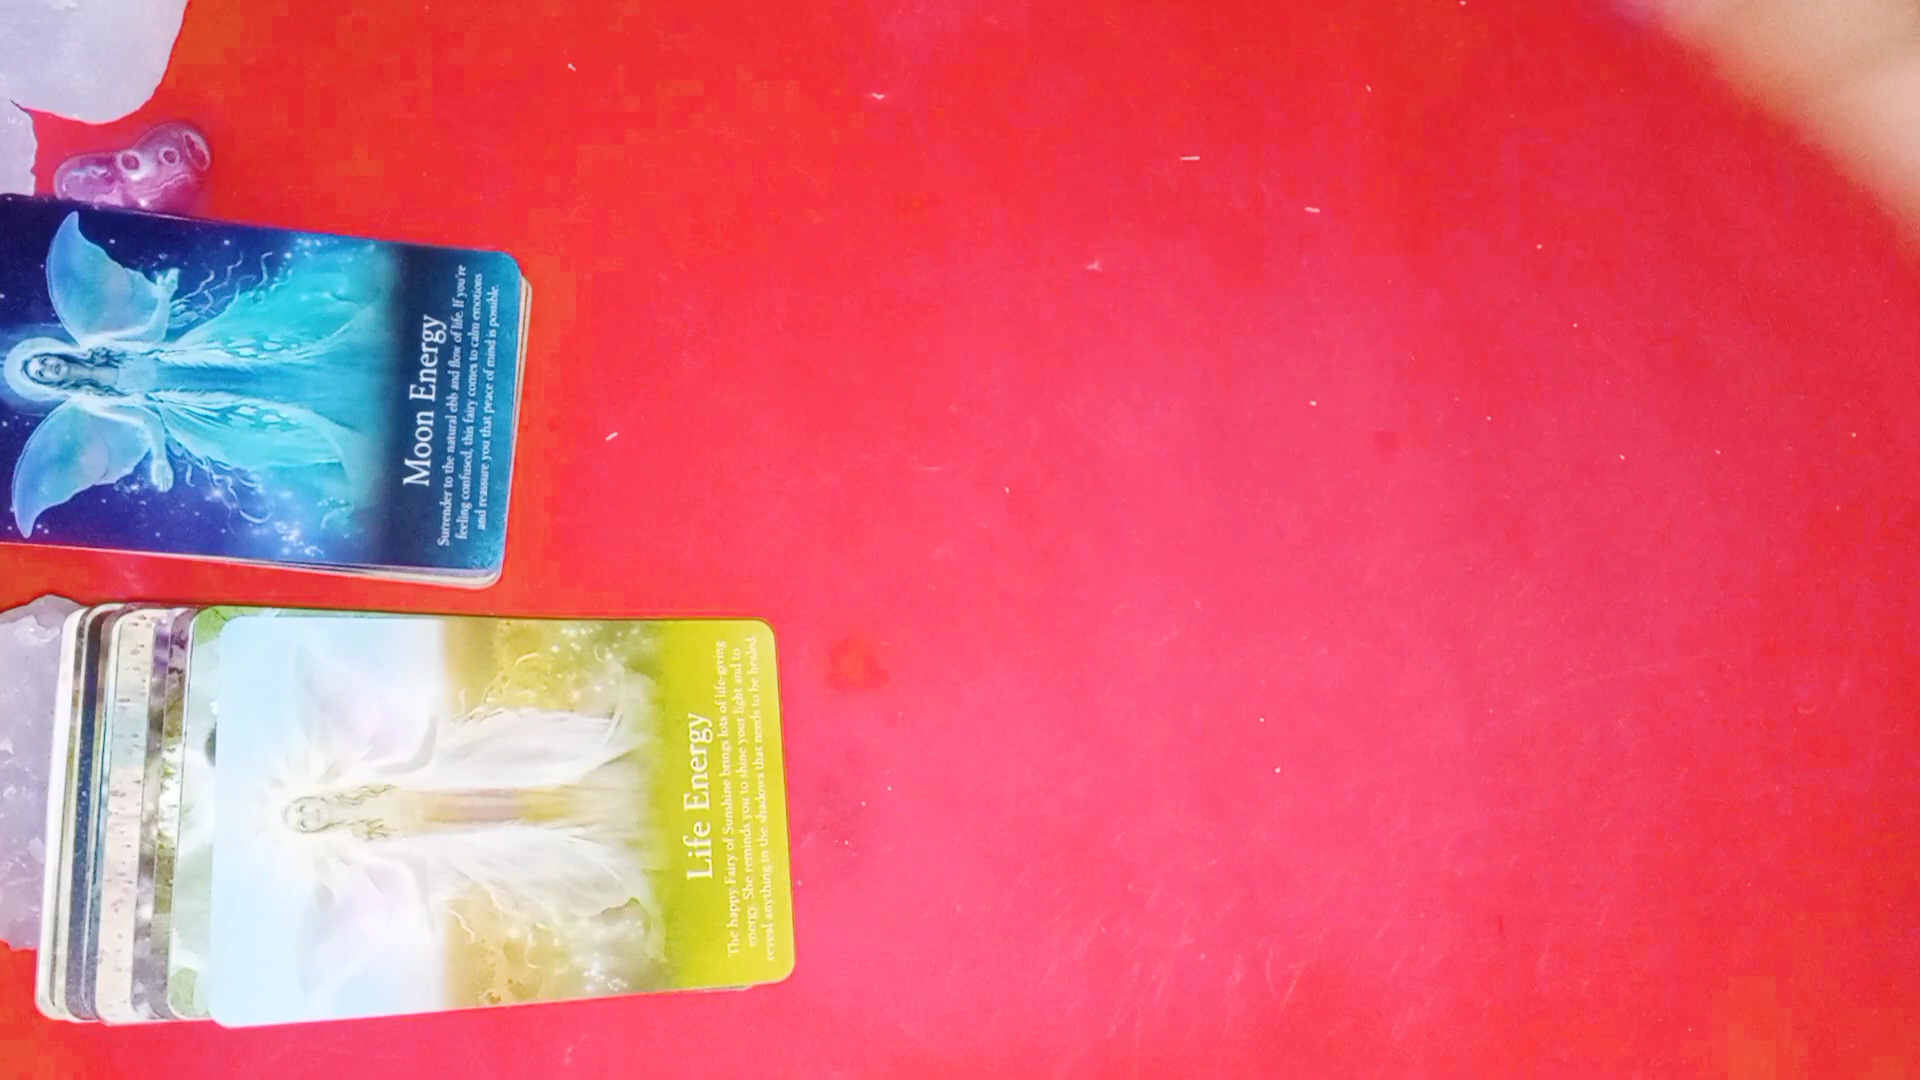 Moon Energy
Surrender to the natural ebb and flow of life. If you're
feeling confused, this fairy comes to calm emotions
and reassure you that peace of mind is possible.
Life Energy
The happy Fairy of Sunshine brings lots of life-giving
energy. She reminds you to shine your light and to
reveal anything in the shadows that needs to be healed.